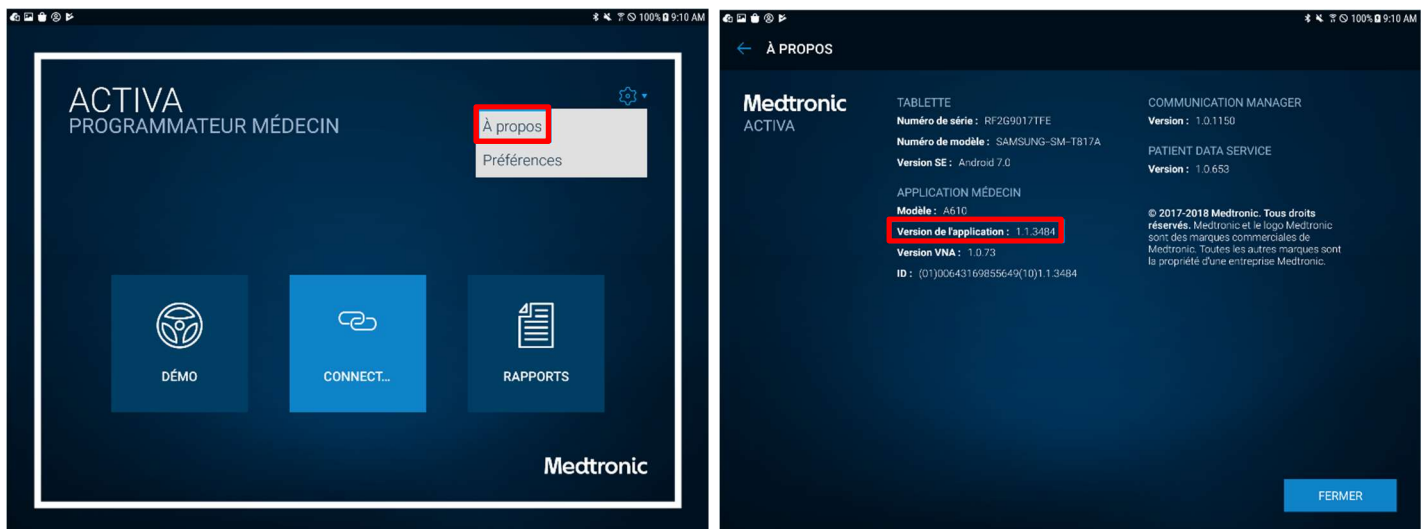 100% 9:10 AM
ACTIVA
PROGRAMMATEUR MÉDECIN
À propos
Préférences
DÉMO
CONNECT...
RAPPORTS
Medtronic
100% 9:10 AM
À PROPOS
Medtronic
ACTIVA
TABLETTE
Numéro de série : RF2G9017TFE
Numéro de modèle : SAMSUNG-SM-T817A
Version SE : Android 7.0
APPLICATION MÉDECIN
Modèle : A610
Version de l'application : 1.1.3484
Version VNA : 1.0.73
ID : (01)00643169855649(10)1.1.3484
COMMUNICATION MANAGER
Version : 1.0.1150
PATIENT DATA SERVICE
Version : 1.0.653
© 2017-2018 Medtronic. Tous droits
réservés. Medtronic et le logo Medtronic
sont des marques commerciales de
Medtronic. Toutes les autres marques sont
la propriété d'une entreprise Medtronic.
FERMER